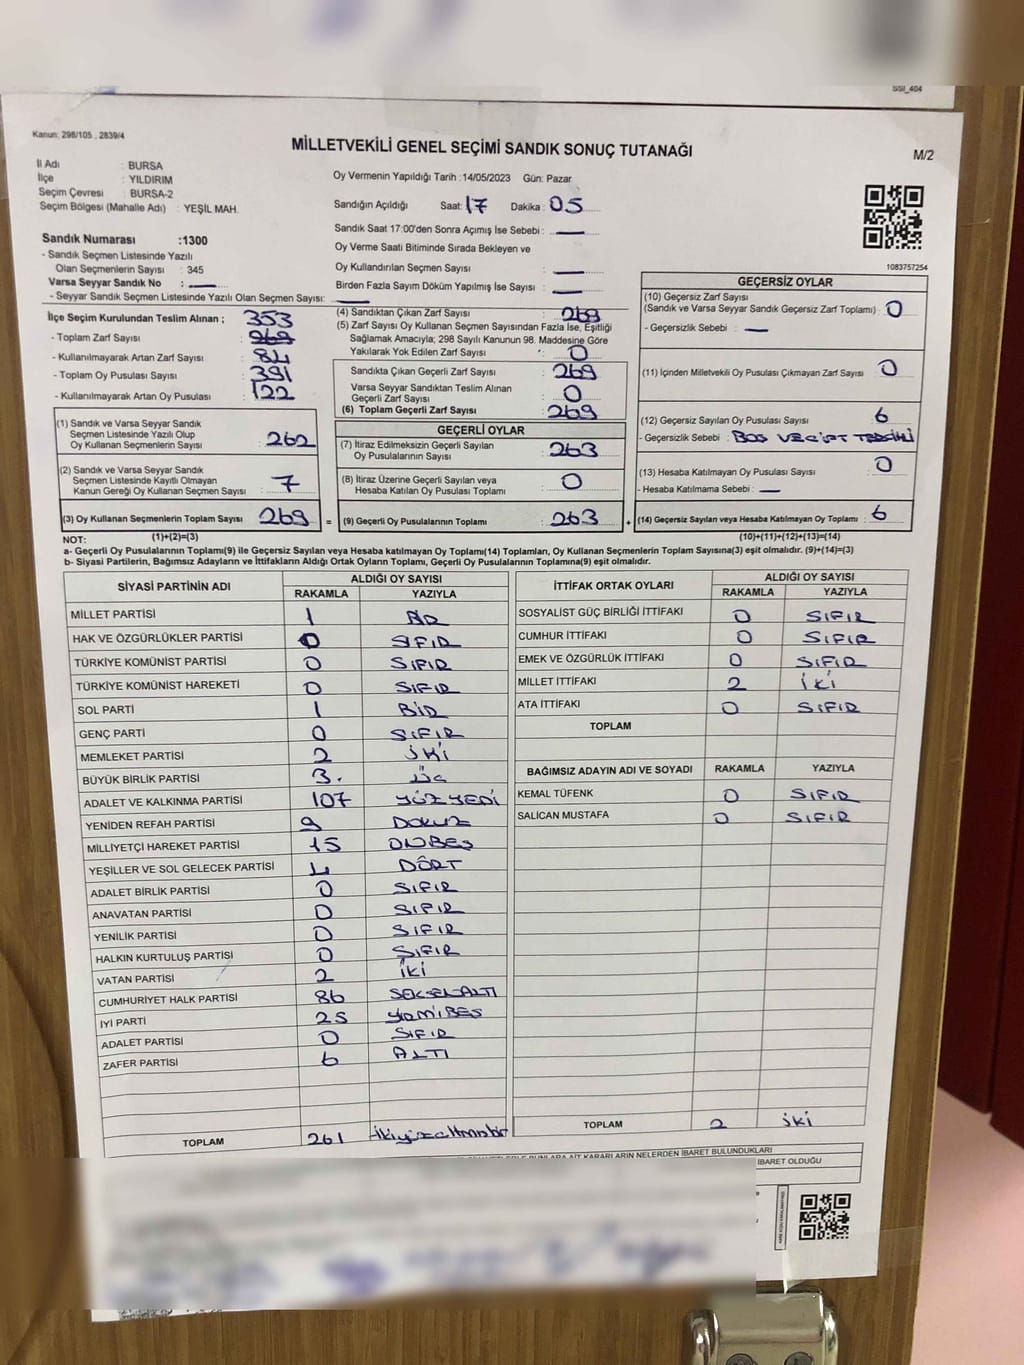 SSİ_404
Kanun: 298/105 , 2839/4
MİLLETVEKİLİ GENEL SEÇİMİ SANDIK SONUÇ TUTANAĞI
M/2
İl Adı : BURSA
İlçe : YILDIRIM
Seçim Çevresi : BURSA-2
Seçim Bölgesi (Mahalle Adı) : YEŞİL MAH.
Sandık Numarası :1300
- Sandık Seçmen Listesinde Yazılı
Olan Seçmenlerin Sayısı : 345
Varsa Seyyar Sandık No : —
- Seyyar Sandık Seçmen Listesinde Yazılı Olan Seçmen Sayısı: —
Oy Vermenin Yapıldığı Tarih :14/05/2023 Gün: Pazar
Sandığın Açıldığı Saat: 17 Dakika : 05
Sandık Saat 17:00'den Sonra Açımış İse Sebebi : —
Oy Verme Saati Bitiminde Sırada Bekleyen ve
Oy Kullandırılan Seçmen Sayısı : —
Birden Fazla Sayım Döküm Yapılmış İse Sayısı : —
1083757254
İlçe Seçim Kurulundan Teslim Alınan ; 353
- Toplam Zarf Sayısı : 269
- Kullanılmayarak Artan Zarf Sayısı : 84
- Toplam Oy Pusulası Sayısı : 391
- Kullanılmayarak Artan Oy Pusulası : 122
(1) Sandık ve Varsa Seyyar Sandık
Seçmen Listesinde Yazılı Olup
Oy Kullanan Seçmenlerin Sayısı : 262
(2) Sandık ve Varsa Seyyar Sandık
Seçmen Listesinde Kayıtlı Olmayan
Kanun Gereği Oy Kullanan Seçmen Sayısı : 7
(3) Oy Kullanan Seçmenlerin Toplam Sayısı : 269
(4) Sandıktan Çıkan Zarf Sayısı : 269
(5) Zarf Sayısı Oy Kullanan Seçmen Sayısından Fazla İse, Eşitliği
Sağlamak Amacıyla; 298 Sayılı Kanunun 98. Maddesine Göre
Yakılarak Yok Edilen Zarf Sayısı : 0
Sandıkta Çıkan Geçerli Zarf Sayısı : 269
Varsa Seyyar Sandıktan Teslim Alınan
Geçerli Zarf Sayısı : 0
(6) Toplam Geçerli Zarf Sayısı : 269
GEÇERLİ OYLAR
(7) İtiraz Edilmeksizin Geçerli Sayılan
Oy Pusulalarının Sayısı : 263
(8) İtiraz Üzerine Geçerli Sayılan veya
Hesaba Katılan Oy Pusulası Toplamı : 0
= (9) Geçerli Oy Pusulalarının Toplamı : 263
GEÇERSİZ OYLAR
(10) Geçersiz Zarf Sayısı
(Sandık ve Varsa Seyyar Sandık Geçersiz Zarf Toplamı) : 0
- Geçersizlik Sebebi : —
(11) İçinden Milletvekili Oy Pusulası Çıkmayan Zarf Sayısı : 0
(12) Geçersiz Sayılan Oy Pusulası Sayısı : 6
- Geçersizlik Sebebi : BOŞ VE ÇİFT TERCİHLİ
(13) Hesaba Katılmayan Oy Pusulası Sayısı : 0
- Hesaba Katılmama Sebebi : —
+ (14) Geçersiz Sayılan veya Hesaba Katılmayan Oy Toplamı : 6
NOT: (1)+(2)=(3) (10)+(11)+(12)+(13)=(14)
a- Geçerli Oy Pusulalarının Toplamı(9) ile Geçersiz Sayılan veya Hesaba katılmayan Oy Toplamı(14) Toplamları, Oy Kullanan Seçmenlerin Toplam Sayısına(3) eşit olmalıdır. (9)+(14)=(3)
b- Siyasi Partilerin, Bağımsız Adayların ve İttifakların Aldığı Ortak Oyların Toplamı, Geçerli Oy Pusulalarının Toplamına(9) eşit olmalıdır.
SİYASİ PARTİNİN ADI ALDIĞI OY SAYISI
RAKAMLA YAZIYLA
MİLLET PARTİSİ 1 BİR
HAK VE ÖZGÜRLÜKLER PARTİSİ 0 SIFIR
TÜRKİYE KOMÜNİST PARTİSİ 0 SIFIR
TÜRKİYE KOMÜNİST HAREKETİ 0 SIFIR
SOL PARTİ 1 BİR
GENÇ PARTİ 0 SIFIR
MEMLEKET PARTİSİ 2 İKİ
BÜYÜK BİRLİK PARTİSİ 3. ÜÇ
ADALET VE KALKINMA PARTİSİ 107 YÜZ YEDİ
YENİDEN REFAH PARTİSİ 9 DOKUZ
MİLLİYETÇİ HAREKET PARTİSİ 15 ONBEŞ
YEŞİLLER VE SOL GELECEK PARTİSİ 4 DÖRT
ADALET BİRLİK PARTİSİ 0 SIFIR
ANAVATAN PARTİSİ 0 SIFIR
YENİLİK PARTİSİ 0 SIFIR
HALKIN KURTULUŞ PARTİSİ 0 SIFIR
VATAN PARTİSİ 2 İKİ
CUMHURİYET HALK PARTİSİ 86 SEKSEN ALTI
İYİ PARTİ 25 YİRMİBEŞ
ADALET PARTİSİ 0 SIFIR
ZAFER PARTİSİ 6 ALTI
TOPLAM 261 İkiyüzaltmışbir
İTTİFAK ORTAK OYLARI ALDIĞI OY SAYISI
RAKAMLA YAZIYLA
SOSYALİST GÜÇ BİRLİĞİ İTTİFAKI 0 SIFIR
CUMHUR İTTİFAKI 0 SIFIR
EMEK VE ÖZGÜRLÜK İTTİFAKI 0 SIFIR
MİLLET İTTİFAKI 2 İKİ
ATA İTTİFAKI 0 SIFIR
TOPLAM
BAĞIMSIZ ADAYIN ADI VE SOYADI RAKAMLA YAZIYLA
KEMAL TÜFENK 0 SIFIR
SALİCAN MUSTAFA 0 SIFIR
TOPLAM 2 İki
BUNLARA AİT KARARLARIN NELERDEN İBARET BULUNDUKLARI
İBARET OLDUĞU